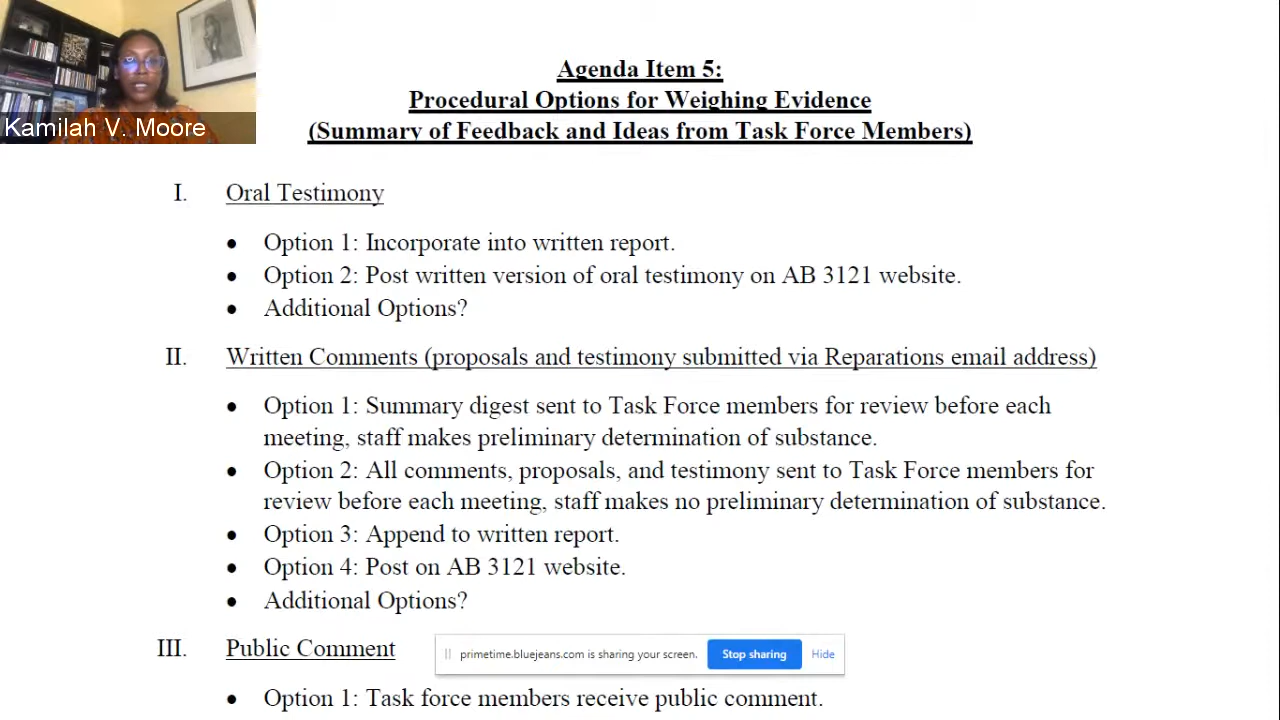 Kamilah V. Moore
Agenda Item 5:
Procedural Options for Weighing Evidence
(Summary of Feedback and Ideas from Task Force Members)
I. Oral Testimony
• Option 1: Incorporate into written report.
• Option 2: Post written version of oral testimony on AB 3121 website.
• Additional Options?
II. Written Comments (proposals and testimony submitted via Reparations email address)
• Option 1: Summary digest sent to Task Force members for review before each
meeting, staff makes preliminary determination of substance.
• Option 2: All comments, proposals, and testimony sent to Task Force members for
review before each meeting, staff makes no preliminary determination of substance.
• Option 3: Append to written report.
• Option 4: Post on AB 3121 website.
• Additional Options?
III. Public Comment
primetime.bluejeans.com is sharing your screen. Stop sharing Hide
• Option 1: Task force members receive public comment.